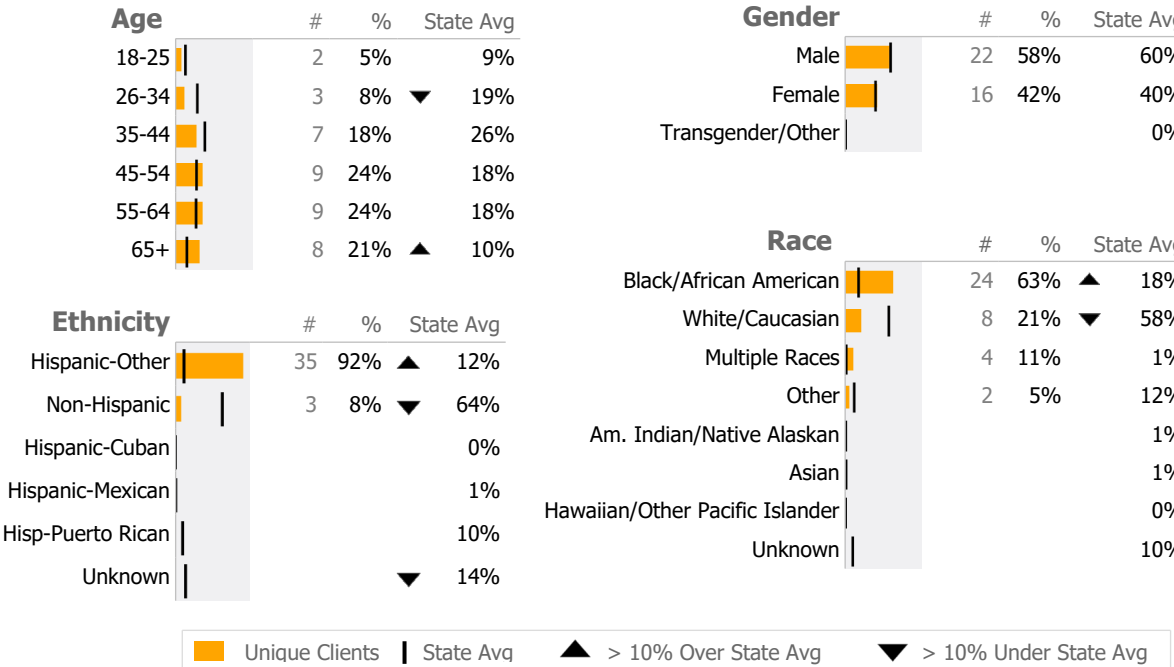 Age # % State Avg
18-25 2 5% 9%
26-34 3 8% ▼ 19%
35-44 7 18% 26%
45-54 9 24% 18%
55-64 9 24% 18%
65+ 8 21% ▲ 10%
Ethnicity # % State Avg
Hispanic-Other 35 92% ▲ 12%
Non-Hispanic 3 8% ▼ 64%
Hispanic-Cuban 0%
Hispanic-Mexican 1%
Hisp-Puerto Rican 10%
Unknown ▼ 14%
Gender # % State Avg
Male 22 58% 60%
Female 16 42% 40%
Transgender/Other 0%
Race # % State Avg
Black/African American 24 63% ▲ 18%
White/Caucasian 8 21% ▼ 58%
Multiple Races 4 11% 1%
Other 2 5% 12%
Am. Indian/Native Alaskan 1%
Asian 1%
Hawaiian/Other Pacific Islander 0%
Unknown 10%
Unique Clients State Avg ▲ > 10% Over State Avg ▼ > 10% Under State Avg